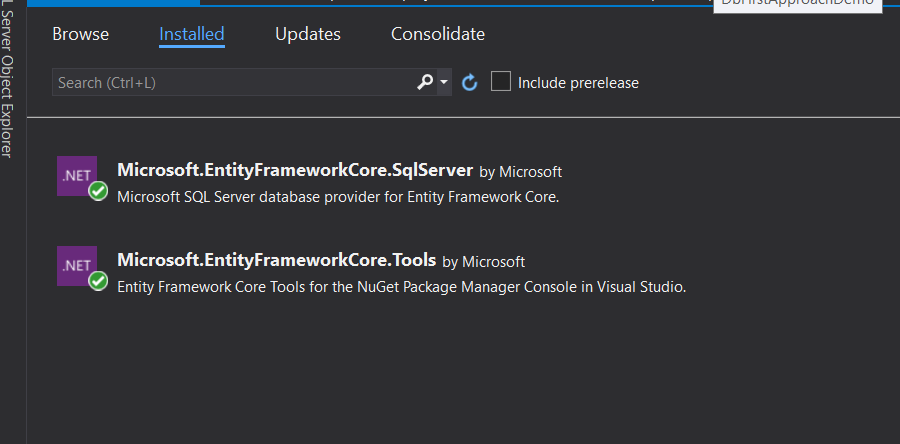 DbFirstApproachDemo
L Server Object Explorer
Browse Installed Updates Consolidate
Search (Ctrl+L) Include prerelease
.NET Microsoft.EntityFrameworkCore.SqlServer by Microsoft
Microsoft SQL Server database provider for Entity Framework Core.
.NET Microsoft.EntityFrameworkCore.Tools by Microsoft
Entity Framework Core Tools for the NuGet Package Manager Console in Visual Studio.